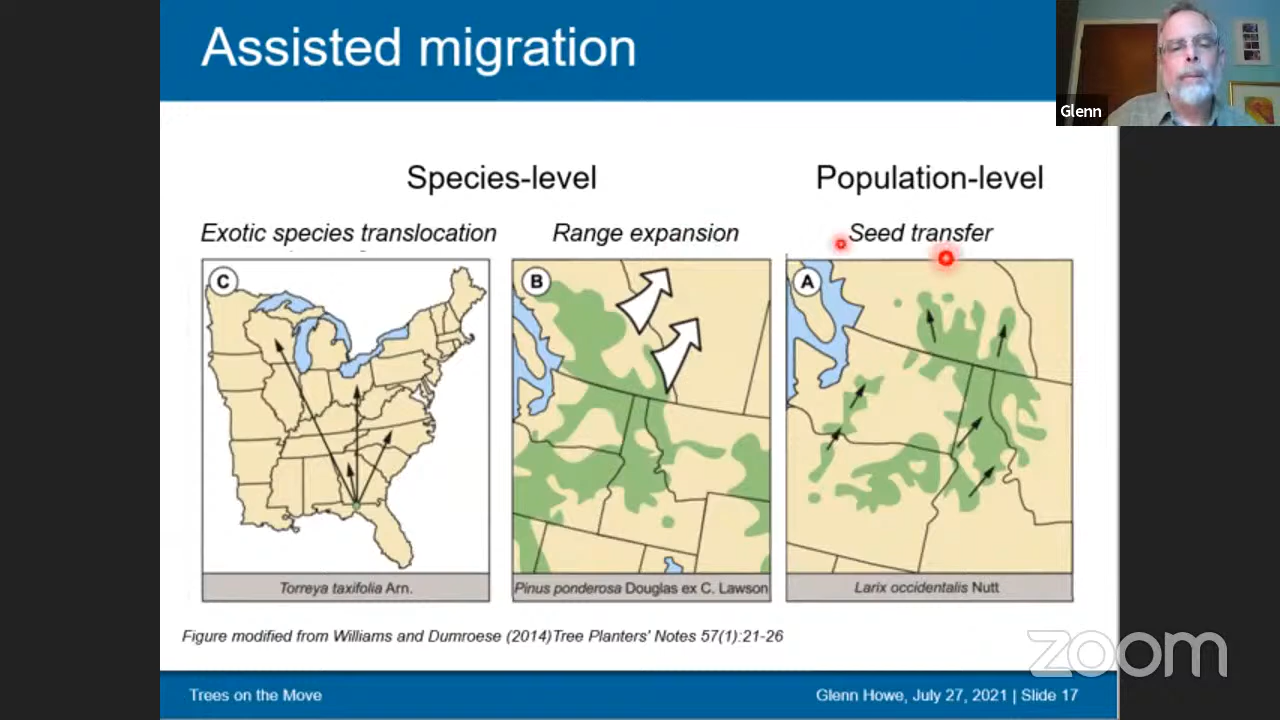 Assisted migration
Glenn
Species-level
Population-level
Exotic species translocation
Range expansion
Seed transfer
C
B
A
Torreya taxifolia Arn.
Pinus ponderosa Douglas ex C. Lawson
Larix occidentalis Nutt
Figure modified from Williams and Dumroese (2014)Tree Planters' Notes 57(1):21-26
zoom
Trees on the Move
Glenn Howe, July 27, 2021 | Slide 17